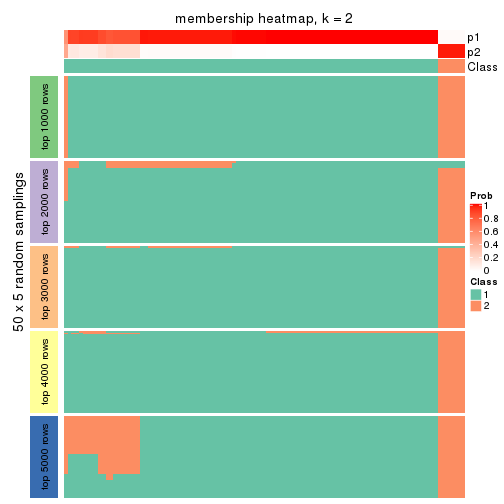 membership heatmap, k = 2
p1
p2
Class
50 x 5 random samplings
top 1000 rows
top 2000 rows
top 3000 rows
top 4000 rows
top 5000 rows
Prob
1
0.8
0.6
0.4
0.2
0
Class
1
2